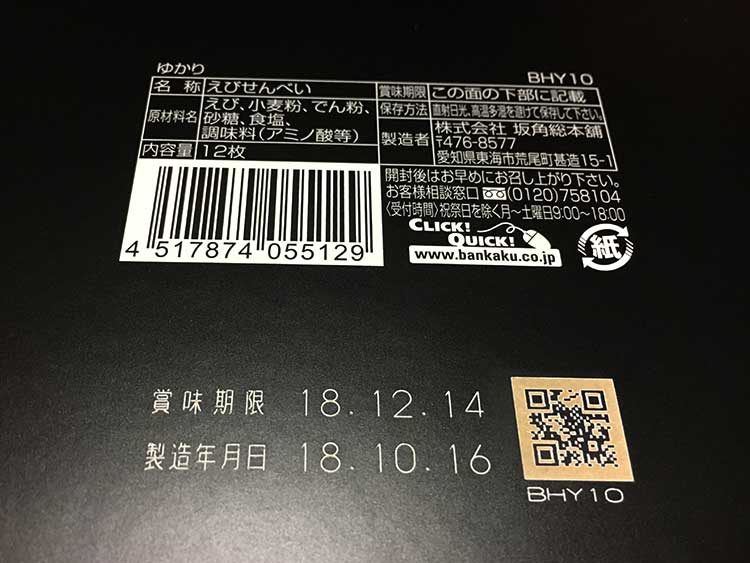 ゆかり
BHY10
名 称 えびせんべい
原材料名 えび、小麦粉、でん粉、
砂糖、食塩、
調味料(アミノ酸等)
内容量 12枚
賞味期限 この面の下部に記載
保存方法 直射日光、高温多湿を避けて保存して下さい。
製造者 株式会社 坂角総本舖
〒476-8577
愛知県東海市荒尾町甚造15-1
開封後はお早めにお召し上がり下さい。
お客様相談窓口 (0120)758104
〈受付時間〉祝祭日を除く月~土曜日9:00~18:00
4 517874 055129
CLICK!
QUICK!
www.bankaku.co.jp
紙
賞味期限 18.12.14
製造年月日 18.10.16
BHY10